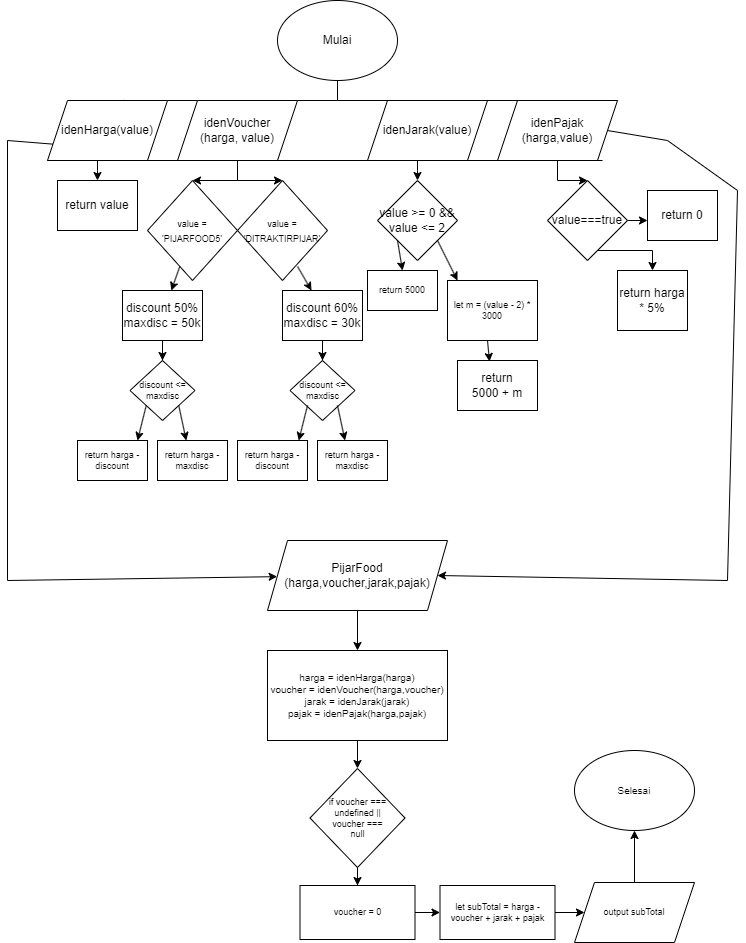 Mulai
idenHarga(value)
idenVoucher
(harga, value)
idenJarak(value)
idenPajak
(harga,value)
return value
value =
'PIJARFOOD5'
value =
'DITRAKTIRPIJAR'
value >= 0 &&
value <= 2
value===true
return 0
return 5000
let m = (value - 2) *
3000
return harga
* 5%
discount 50%
maxdisc = 50k
discount 60%
maxdisc = 30k
return
5000 + m
discount <=
maxdisc
discount <=
maxdisc
return harga -
discount
return harga -
maxdisc
return harga -
discount
return harga -
maxdisc
PijarFood
(harga,voucher,jarak,pajak)
harga = idenHarga(harga)
voucher = idenVoucher(harga,voucher)
jarak = idenJarak(jarak)
pajak = idenPajak(harga,pajak)
if voucher ===
undefined ||
voucher ===
null
Selesai
voucher = 0
let subTotal = harga -
voucher + jarak + pajak
output subTotal